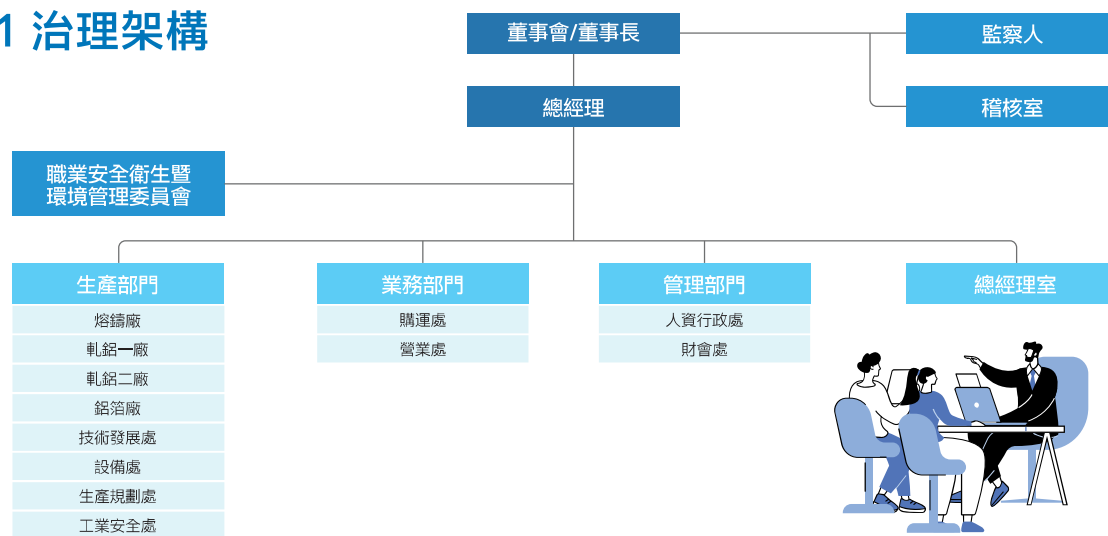 1 治理架構
董事會/董事長
監察人
總經理
稽核室
職業安全衛生暨
環境管理委員會
生產部門
熔鑄廠
軋鋁一廠
軋鋁二廠
鋁箔廠
技術發展處
設備處
生產規劃處
工業安全處
業務部門
購運處
營業處
管理部門
人資行政處
財會處
總經理室